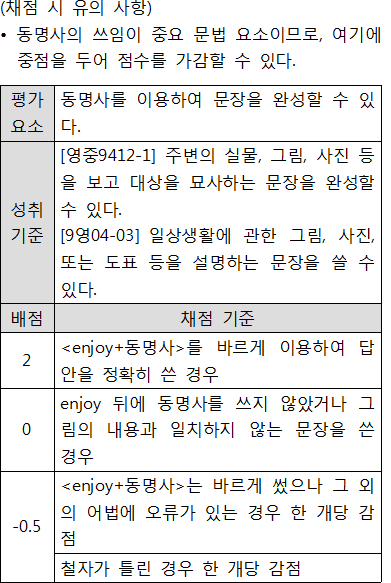 (채점 시 유의 사항)
• 동명사의 쓰임이 중요 문법 요소이므로, 여기에
중점을 두어 점수를 가감할 수 있다.
평가
요소
동명사를 이용하여 문장을 완성할 수 있
다.
성취
기준
[영중9412-1] 주변의 실물, 그림, 사진 등
을 보고 대상을 묘사하는 문장을 완성할
수 있다.
[9영04-03] 일상생활에 관한 그림, 사진,
또는 도표 등을 설명하는 문장을 쓸 수
있다.
배점
채점 기준
2
<enjoy+동명사>를 바르게 이용하여 답
안을 정확히 쓴 경우
0
enjoy 뒤에 동명사를 쓰지 않았거나 그
림의 내용과 일치하지 않는 문장을 쓴
경우
-0.5
<enjoy+동명사>는 바르게 썼으나 그 외
의 어법에 오류가 있는 경우 한 개당 감
점
철자가 틀린 경우 한 개당 감점